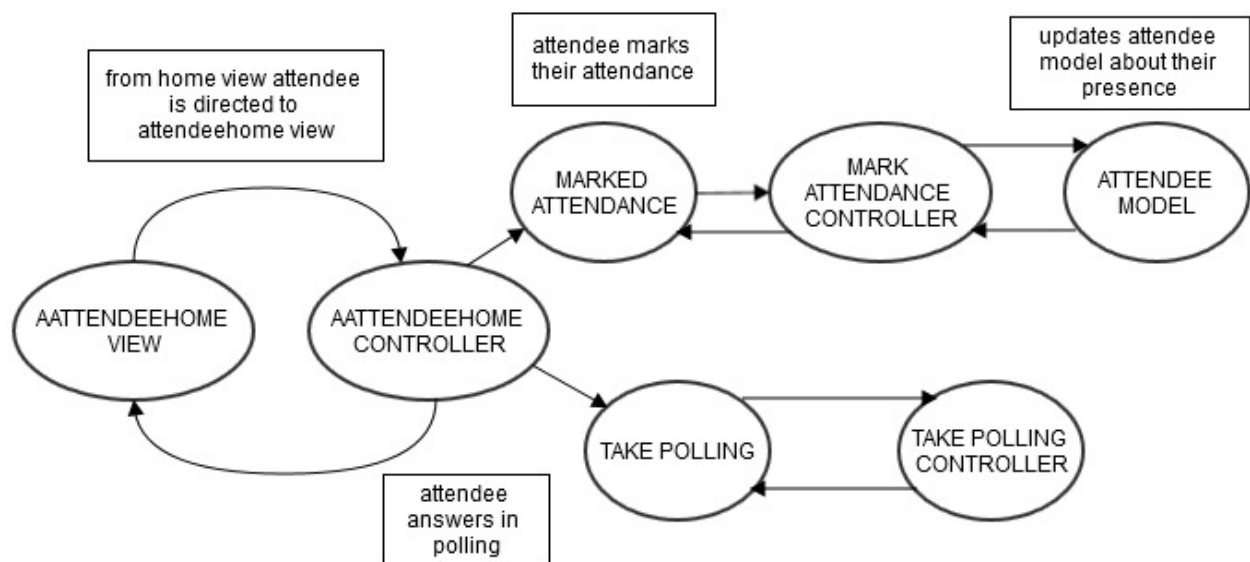 from home view attendee
is directed to
attendeehome view
attendee marks
their attendance
updates attendee
model about their
presence
MARKED
ATTENDANCE
MARK
ATTENDANCE
CONTROLLER
ATTENDEE
MODEL
AATTENDEEHOME
VIEW
AATTENDEEHOME
CONTROLLER
TAKE POLLING
TAKE POLLING
CONTROLLER
attendee
answers in
polling